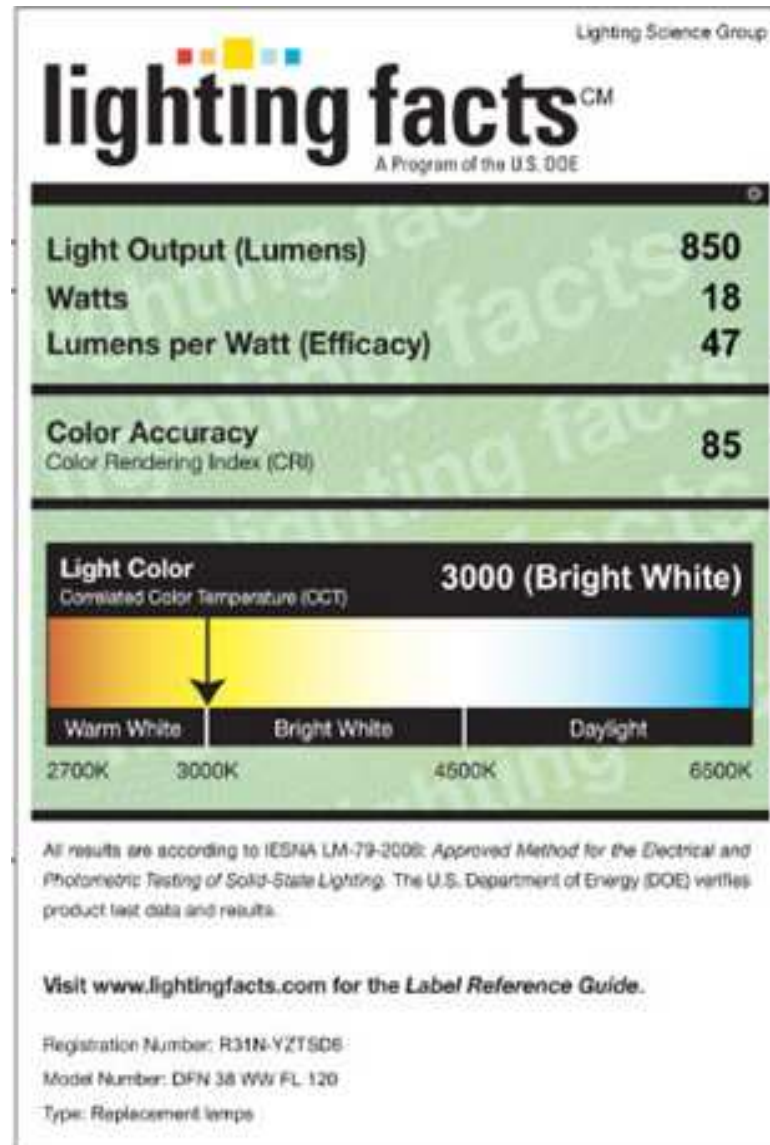 Lighting Science Group
lighting facts CM
A Program of the U.S. DOE
Light Output (Lumens) 850
Watts 18
Lumens per Watt (Efficacy) 47
Color Accuracy 85
Color Rendering Index (CRI)
Light Color 3000 (Bright White)
Correlated Color Temperature (CCT)
Warm White Bright White Daylight
2700K 3000K 4500K 6500K
All results are according to IESNA LM-79-2008: Approved Method for the Electrical and
Photometric Testing of Solid-State Lighting. The U.S. Department of Energy (DOE) verifies
product test data and results.
Visit www.lightingfacts.com for the Label Reference Guide.
Registration Number:
Model Number: DFN 38 WW FL 120
Type: Replacement lamps